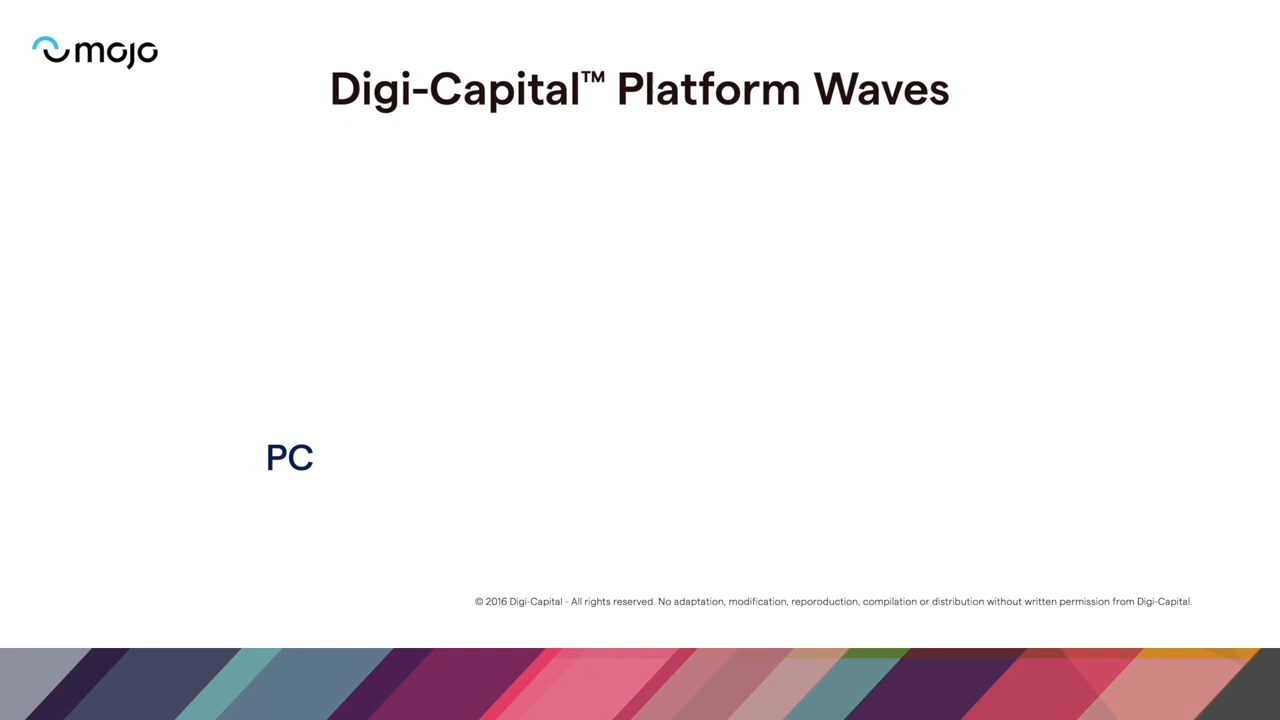 mojo
Digi-Capital™ Platform Waves
PC
© 2016 Digi-Capital - All rights reserved. No adaptation, modification, reporoduction, compilation or distribution without written permission from Digi-Capital.